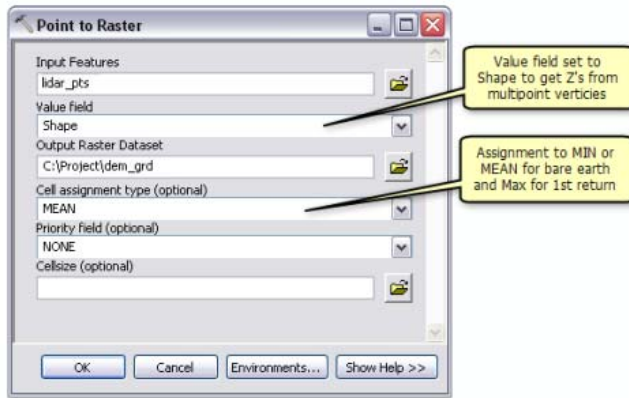 Point to Raster
Input Features
lidar_pts
Value field
Shape
Output Raster Dataset
C:\Project\dem_grd
Cell assignment type (optional)
MEAN
Priority field (optional)
NONE
Cellsize (optional)
OK
Cancel
Environments...
Show Help >>
Value field set to
Shape to get Z's from
multipoint verticies
Assignment to MIN or
MEAN for bare earth
and Max for 1st return